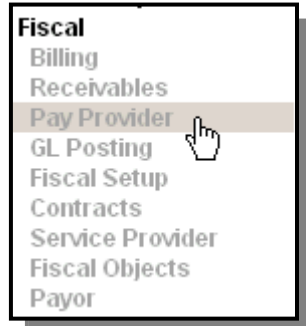 Fiscal
Billing
Receivables
Pay Provider
GL Posting
Fiscal Setup
Contracts
Service Provider
Fiscal Objects
Payor